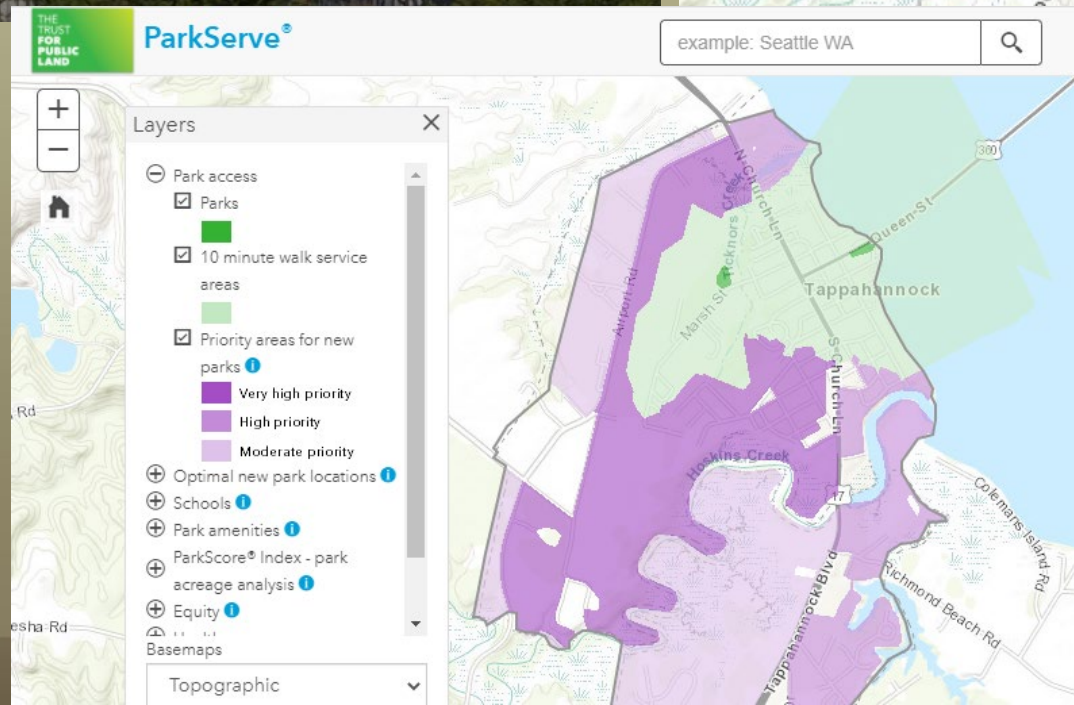 THE
TRUST
FOR
PUBLIC
LAND
ParkServe®
example: Seattle WA
+
−
Layers
Park access
Parks
10 minute walk service
areas
Priority areas for new
parks
Very high priority
High priority
Moderate priority
Optimal new park locations
Schools
Park amenities
ParkScore® Index - park
acreage analysis
Equity
Basemaps
Topographic
Rd
esha Rd
N Church Ln
360
Queen St
Tappahannock
Airport Rd
Marsh St
S Church Ln
Hoskins Creek
17
Colemans Island Rd
Richmond Beach Rd
Tappahannock Blvd